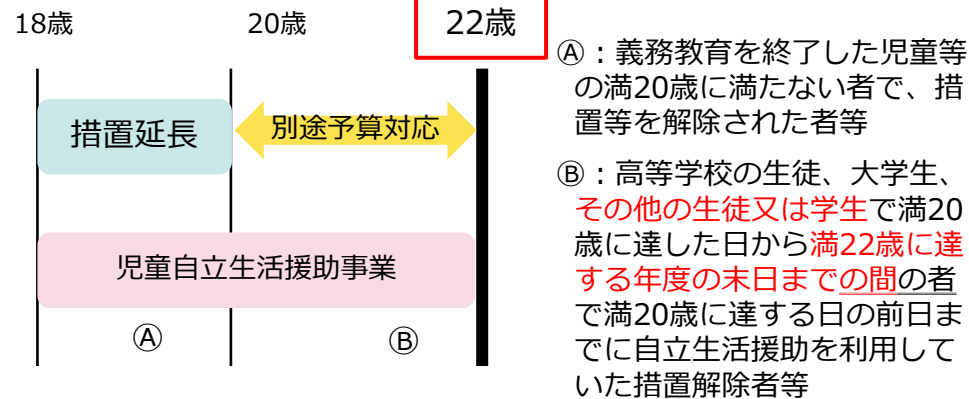 18歳
20歳
22歳
措置延長
別途予算対応
児童自立生活援助事業
Ⓐ
Ⓑ
Ⓐ：義務教育を終了した児童等
の満20歳に満たない者で、措
置等を解除された者等
Ⓑ：高等学校の生徒、大学生、
その他の生徒又は学生で満20
歳に達した日から満22歳に達
する年度の末日までの間の者
で満20歳に達する日の前日ま
でに自立生活援助を利用して
いた措置解除者等